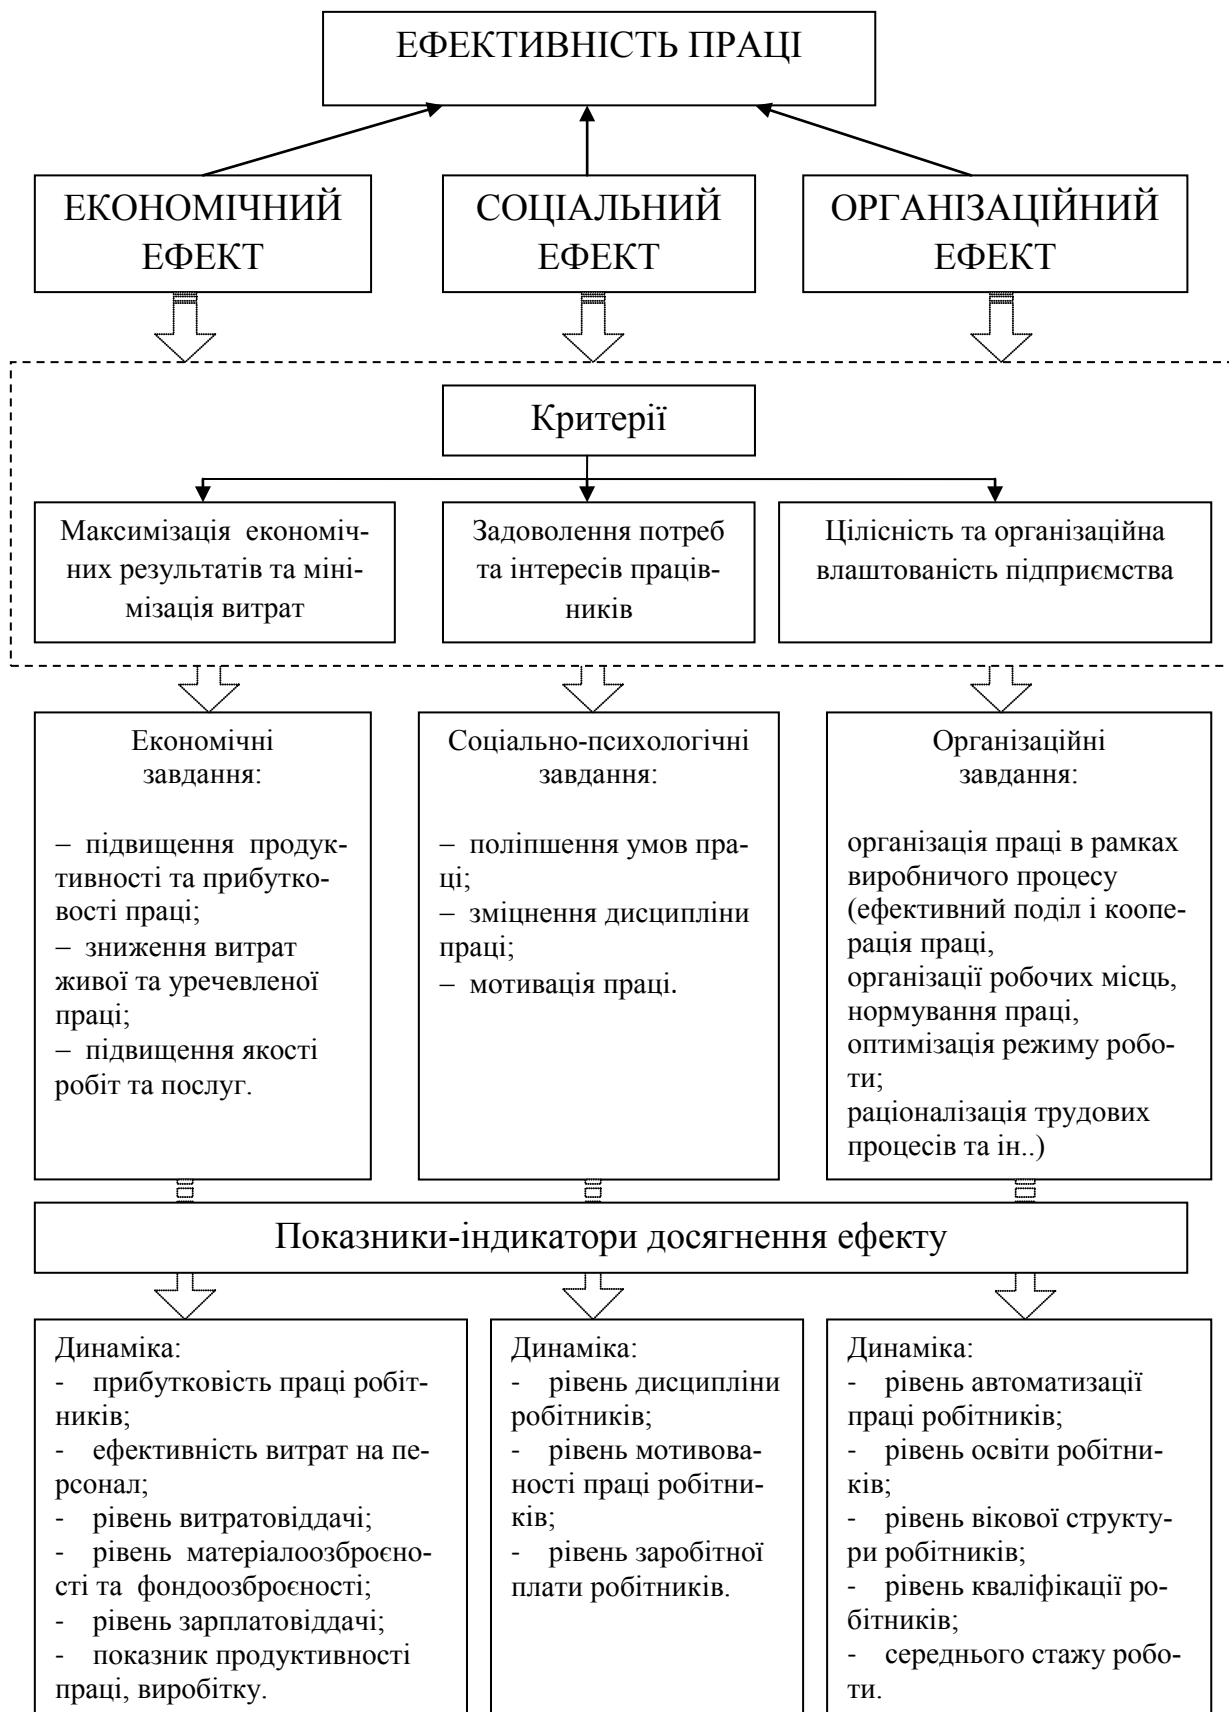 ЕФЕКТИВНІСТЬ ПРАЦІ
ЕКОНОМІЧНИЙ
ЕФЕКТ
СОЦІАЛЬНИЙ
ЕФЕКТ
ОРГАНІЗАЦІЙНИЙ
ЕФЕКТ
Критерії
Максимізація економіч-
них результатів та міні-
мізація витрат
Задоволення потреб
та інтересів праців-
ників
Цілісність та організаційна
влаштованість підприємства
Економічні
завдання:
– підвищення продук-
тивності та прибутко-
вості праці;
– зниження витрат
живої та уречевленої
праці;
– підвищення якості
робіт та послуг.
Соціально-психологічні
завдання:
– поліпшення умов пра-
ці;
– зміцнення дисципліни
праці;
– мотивація праці.
Організаційні
завдання:
організація праці в рамках
виробничого процесу
(ефективний поділ і коопе-
рація праці,
організації робочих місць,
нормування праці,
оптимізація режиму робо-
ти;
раціоналізація трудових
процесів та ін..)
Показники-індикатори досягнення ефекту
Динаміка:
- прибутковість праці робіт-
ників;
- ефективність витрат на пе-
рсонал;
- рівень витратовіддачі;
- рівень матеріалоозброєно-
сті та фондоозброєності;
- рівень зарплатовіддачі;
- показник продуктивності
праці, виробітку.
Динаміка:
- рівень дисципліни
робітників;
- рівень мотивова-
ності праці робітни-
ків;
- рівень заробітної
плати робітників.
Динаміка:
- рівень автоматизації
праці робітників;
- рівень освіти робітни-
ків;
- рівень вікової структу-
ри робітників;
- рівень кваліфікації ро-
бітників;
- середнього стажу робо-
ти.